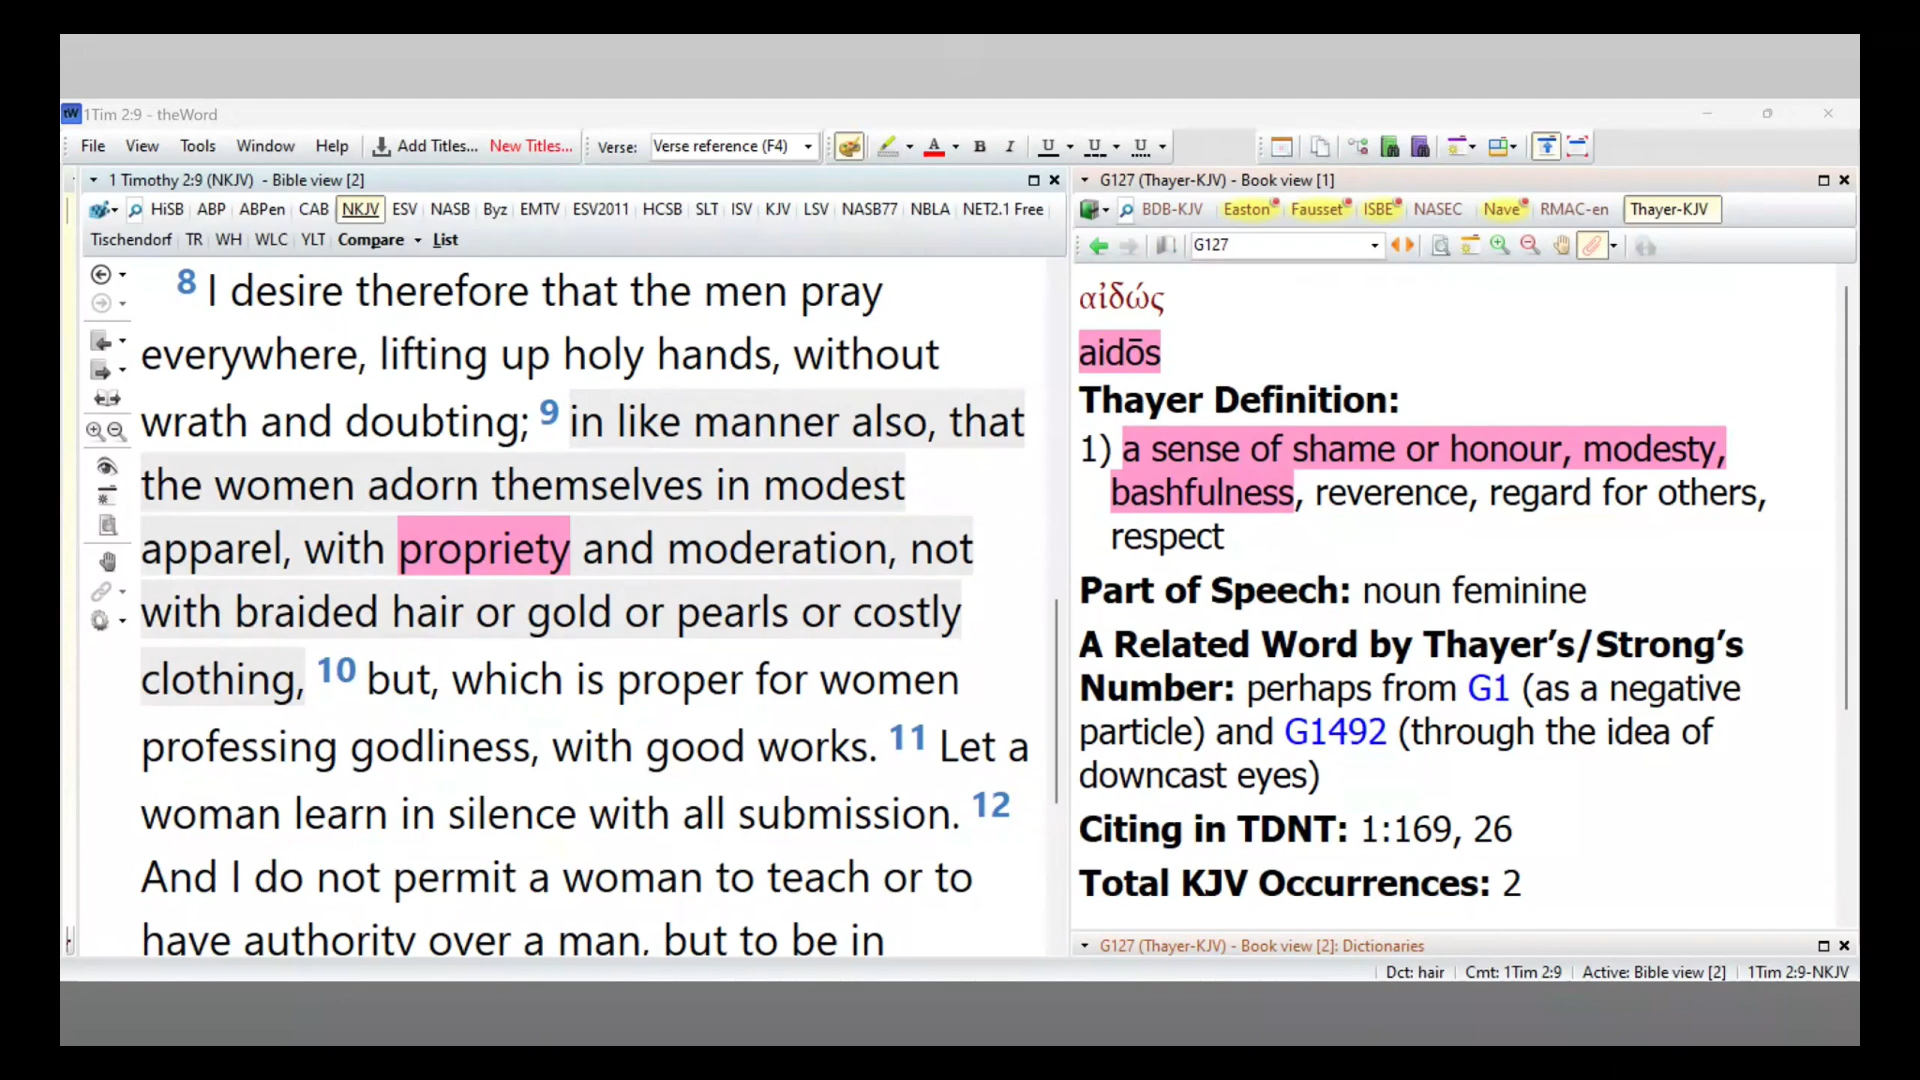 1Tim 2:9 - theWord
File View Tools Window Help Add Titles... New Titles... Verse: Verse reference (F4) A B I U U U
1 Timothy 2:9 (NKJV) - Bible view [2]
HiSB ABP ABPen CAB NKJV ESV NASB Byz EMTV ESV2011 HCSB SLT ISV KJV LSV NASB77 NBLA NET2.1 Free
Tischendorf TR WH WLC YLT Compare List
8 I desire therefore that the men pray
everywhere, lifting up holy hands, without
wrath and doubting; 9 in like manner also, that
the women adorn themselves in modest
apparel, with propriety and moderation, not
with braided hair or gold or pearls or costly
clothing, 10 but, which is proper for women
professing godliness, with good works. 11 Let a
woman learn in silence with all submission. 12
And I do not permit a woman to teach or to
have authority over a man, but to be in
G127 (Thayer-KJV) - Book view [1]
BDB-KJV Easton Fausset ISBE NASEC Nave RMAC-en Thayer-KJV
G127
αἰδώς
aidōs
Thayer Definition:
1) a sense of shame or honour, modesty,
bashfulness, reverence, regard for others,
respect
Part of Speech: noun feminine
A Related Word by Thayer’s/Strong’s
Number: perhaps from G1 (as a negative
particle) and G1492 (through the idea of
downcast eyes)
Citing in TDNT: 1:169, 26
Total KJV Occurrences: 2
G127 (Thayer-KJV) - Book view [2]: Dictionaries
Dct: hair Cmt: 1Tim 2:9 Active: Bible view [2] 1Tim 2:9-NKJV